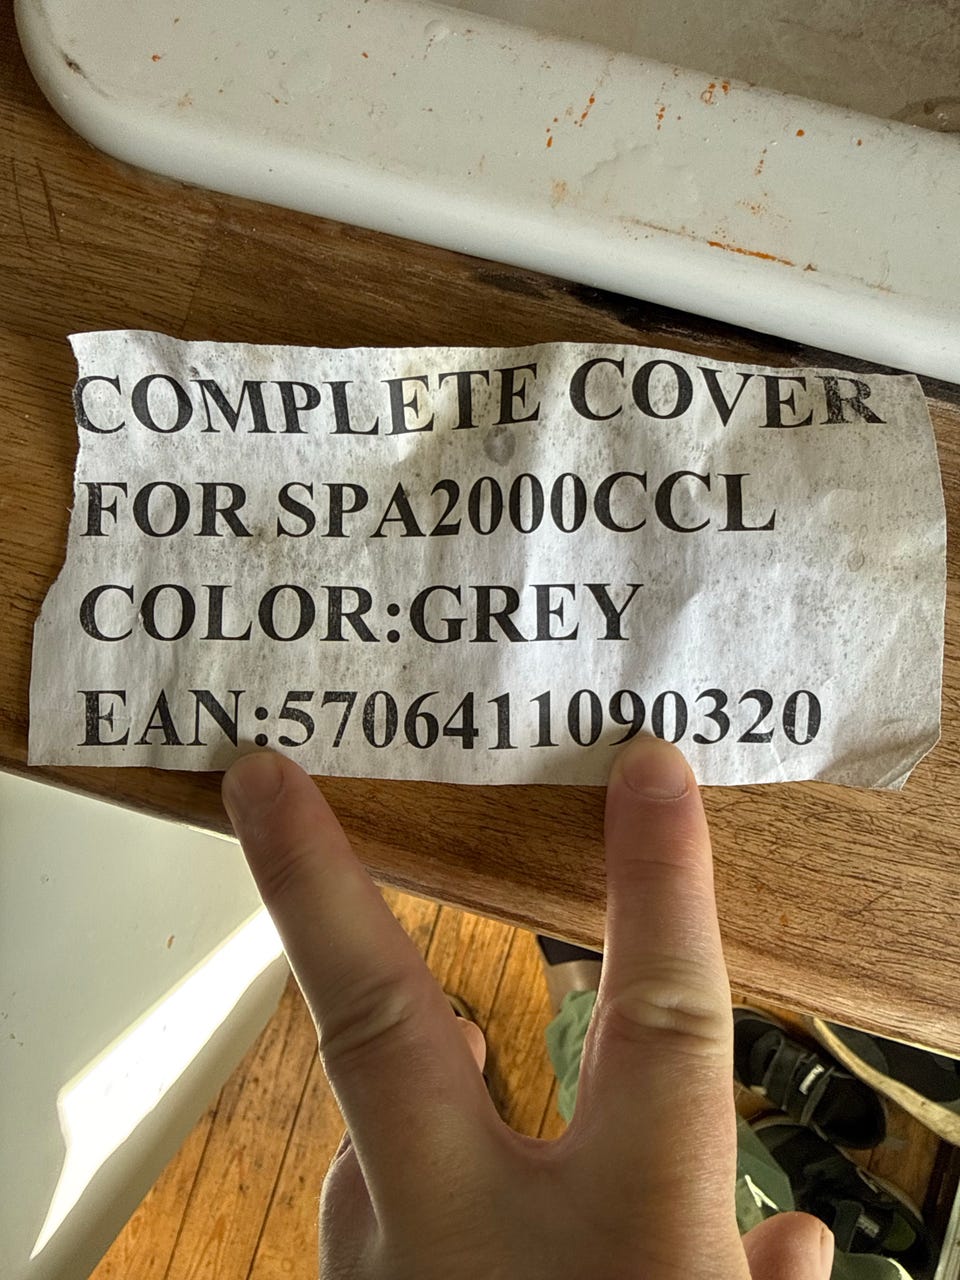 COMPLETE COVER
FOR SPA2000CCL
COLOR:GREY
EAN:5706411090320